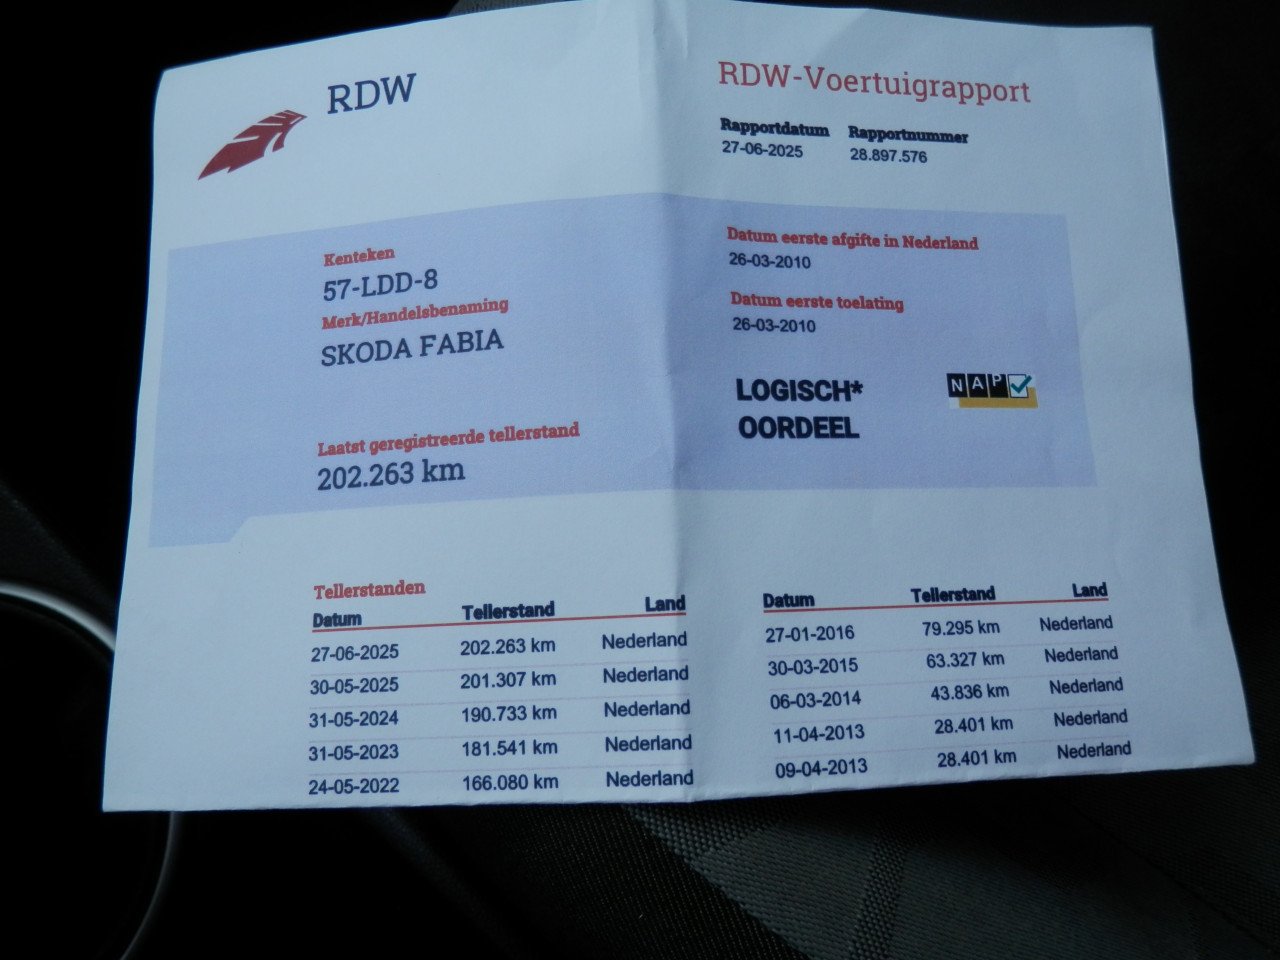 RDW
RDW-Voertuigrapport
Rapportdatum Rapportnummer
27-06-2025 28.897.576
Kenteken
57-LDD-8
Merk/Handelsbenaming
SKODA FABIA
Laatst geregistreerde tellerstand
202.263 km
Datum eerste afgifte in Nederland
26-03-2010
Datum eerste toelating
26-03-2010
LOGISCH*
OORDEEL
NAP
Tellerstanden
Datum Tellerstand Land
27-06-2025 202.263 km Nederland
30-05-2025 201.307 km Nederland
31-05-2024 190.733 km Nederland
31-05-2023 181.541 km Nederland
24-05-2022 166.080 km Nederland
Datum Tellerstand Land
27-01-2016 79.295 km Nederland
30-03-2015 63.327 km Nederland
06-03-2014 43.836 km Nederland
11-04-2013 28.401 km Nederland
09-04-2013 28.401 km Nederland